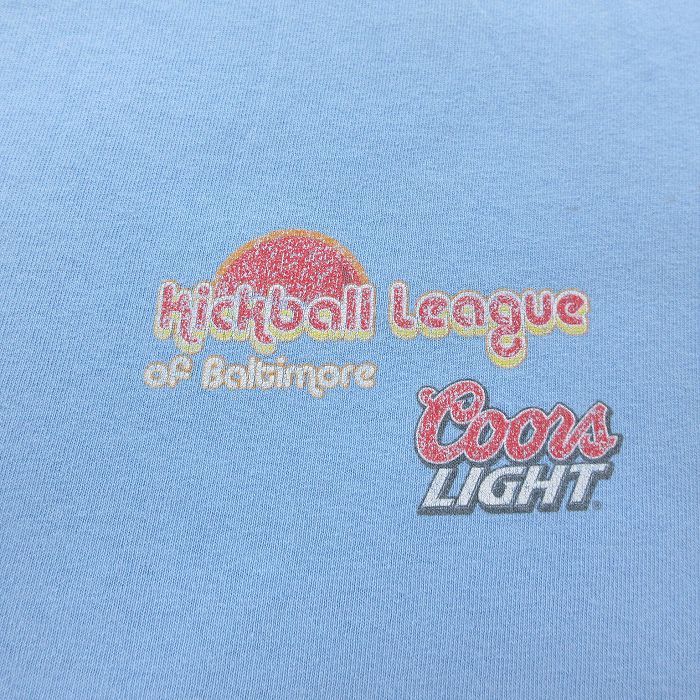 Kickball League
of Baltimore
Coors
LIGHT